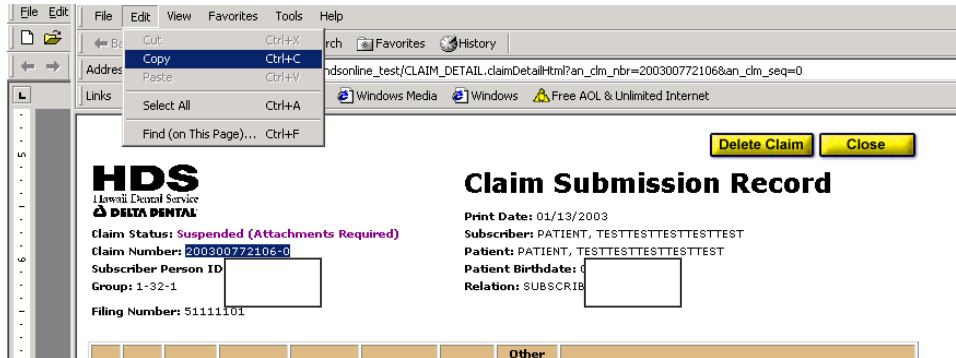 File Edit
File Edit View Favorites Tools Help
Cut Ctrl+X
Favorites History
Copy Ctrl+C
ndsonline_test/CLAIM_DETAIL.claimDetailHtml?an_clm_nbr=200300772106&an_clm_seq=0
Paste Ctrl+V
Links
Windows Media Windows Free AOL & Unlimited Internet
Select All Ctrl+A
Find (on This Page)... Ctrl+F
Delete Claim Close
HDS
Hawaii Dental Service
DELTA DENTAL
Claim Submission Record
Print Date: 01/13/2003
Claim Status: Suspended (Attachments Required)
Subscriber: PATIENT, TESTTESTTESTTESTTEST
Claim Number: 200300772106-0
Patient: PATIENT, TESTTESTTESTTESTTEST
Subscriber Person ID
Patient Birthdate:
Group: 1-32-1
Relation: SUBSCRIB
Filing Number: 51111101
Other